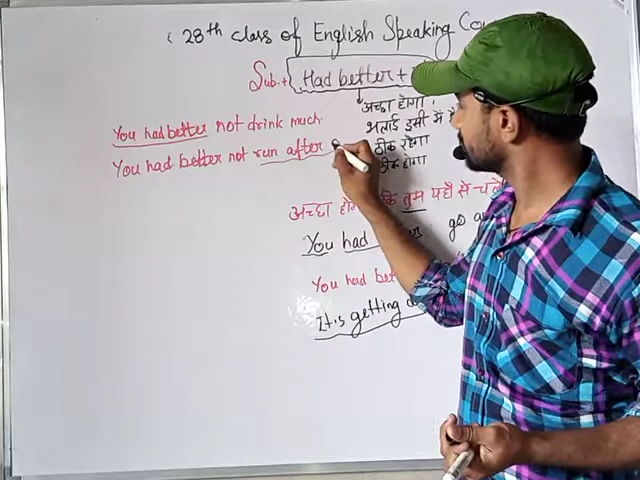 28th class of English Speaking
Sub. + Had better +
अच्छा होगा
भलाई इसी में
ठीक रहेगा
ठीक होगा
You had better not drink much.
You had better not run after
अच्छा कि तुम यहाँ से चले
You had go
You had bet
It is getting